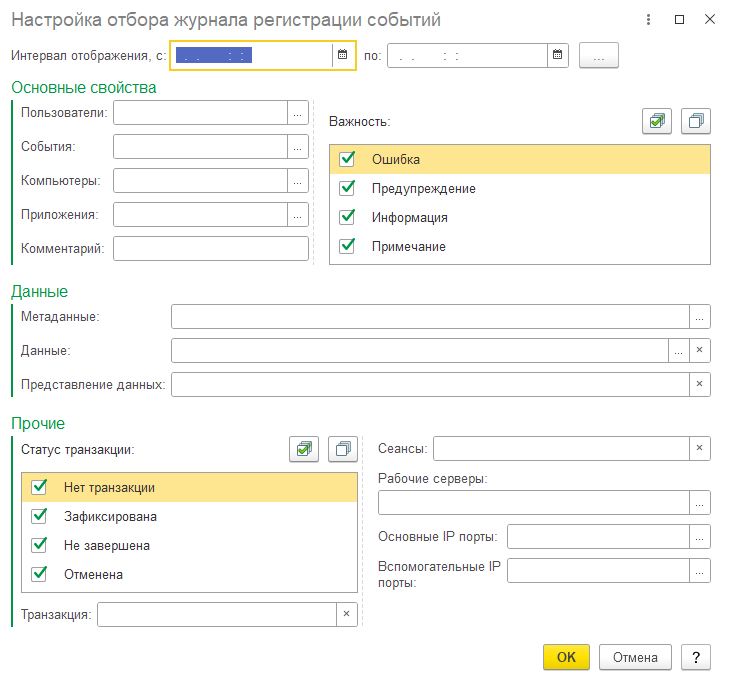 Настройка отбора журнала регистрации событий
Интервал отображения, с: . . : : по: . . : : ...
Основные свойства
Пользователи: ...
События: ...
Компьютеры: ...
Приложения: ...
Комментарий:
Важность:
Ошибка
Предупреждение
Информация
Примечание
Данные
Метаданные: ...
Данные: ... ×
Представление данных: ×
Прочие
Статус транзакции:
Нет транзакции
Зафиксирована
Не завершена
Отменена
Транзакция: ×
Сеансы: ×
Рабочие серверы:
...
Основные IP порты: ...
Вспомогательные IP
порты: ...
OK Отмена ?